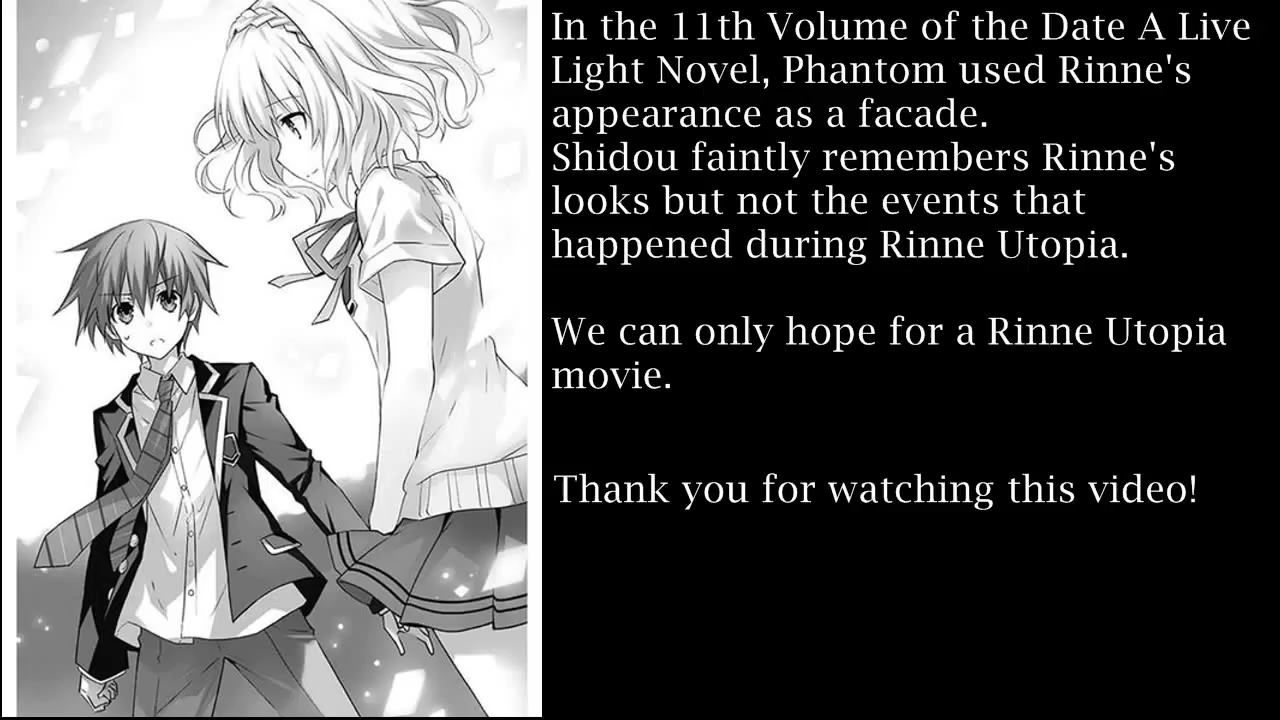 In the 11th Volume of the Date A Live
Light Novel, Phantom used Rinne's
appearance as a facade.
Shidou faintly remembers Rinne's
looks but not the events that
happened during Rinne Utopia.
We can only hope for a Rinne Utopia
movie.
Thank you for watching this video!